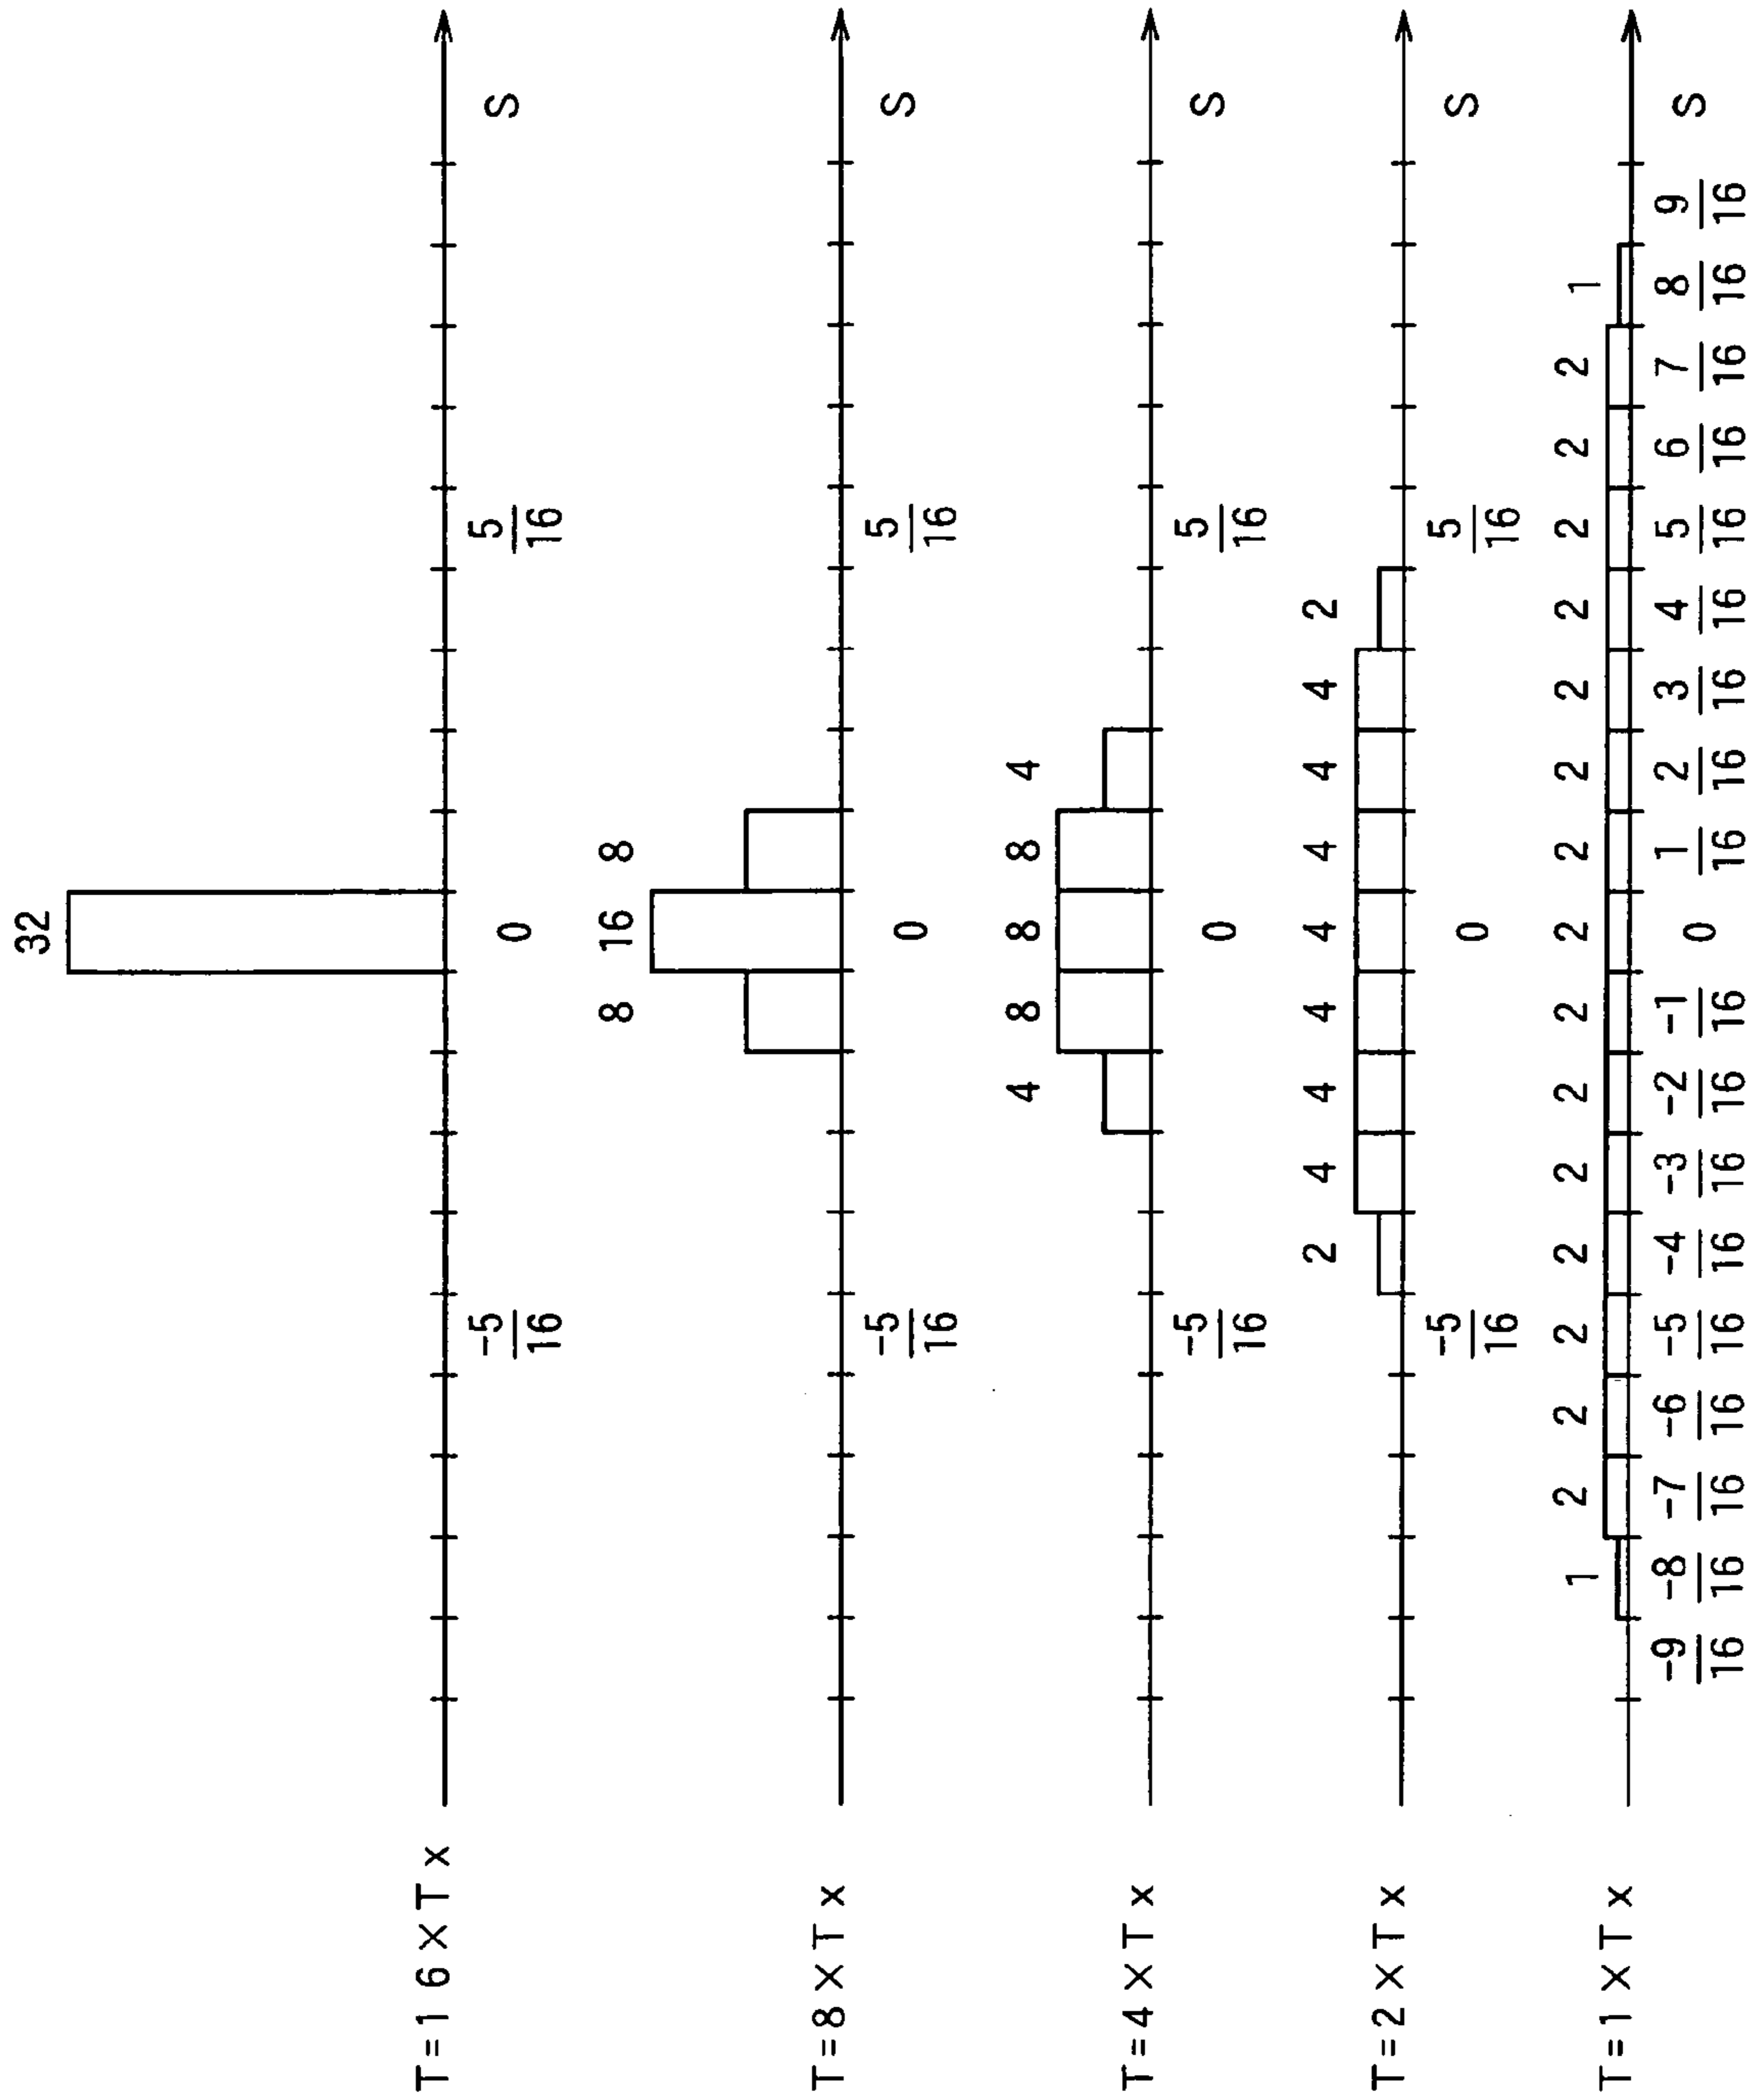 32
T=16×Tx
-5/16 0 5/16 S
8 16 8
T=8×Tx
-5/16 0 5/16 S
4 8 8 8 4
T=4×Tx
-5/16 0 5/16 S
2 4 4 4 4 4 4 4 2
T=2×Tx
-5/16 0 5/16 S
1 2 2 2 2 2 2 2 2 2 2 2 2 2 2 2 1
T=1×Tx
-9/16 -8/16 -7/16 -6/16 -5/16 -4/16 -3/16 -2/16 -1/16 0 1/16 2/16 3/16 4/16 5/16 6/16 7/16 8/16 9/16 S